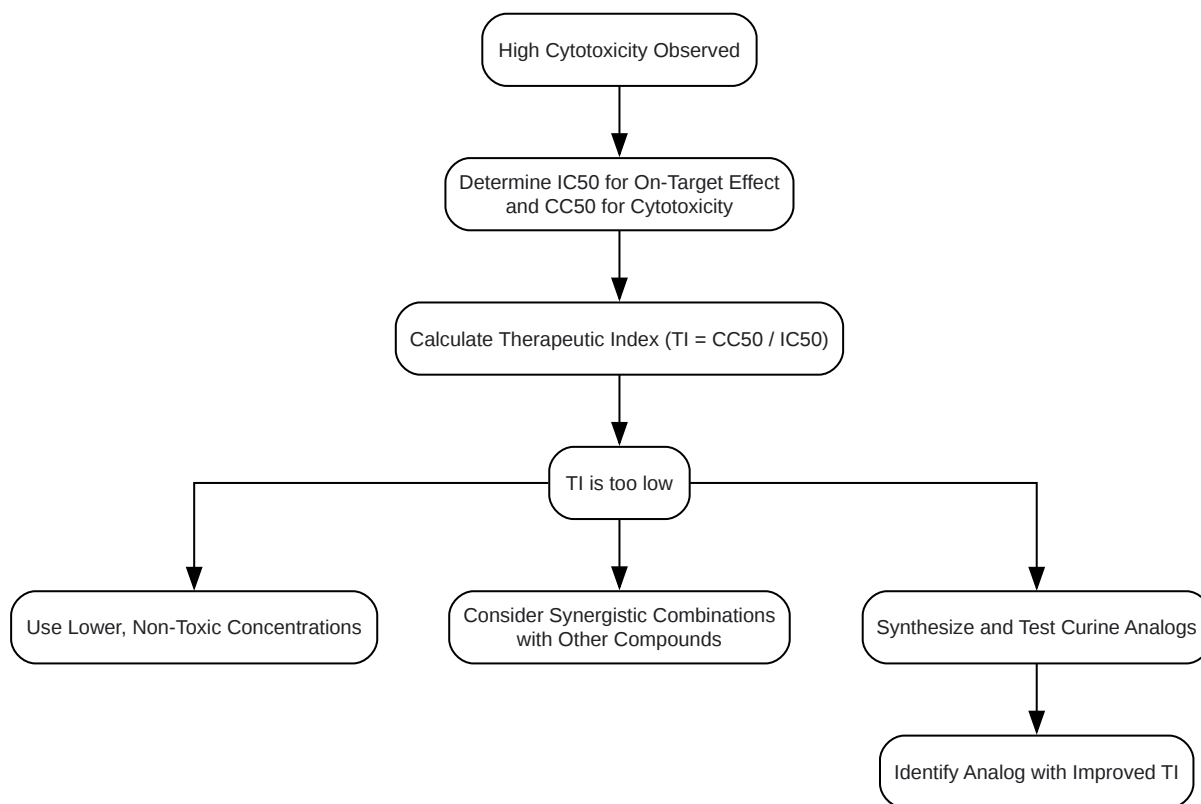 High Cytotoxicity Observed
Determine IC50 for On-Target Effect
and CC50 for Cytotoxicity
Calculate Therapeutic Index (TI = CC50 / IC50)
TI is too low
Use Lower, Non-Toxic Concentrations
Consider Synergistic Combinations
with Other Compounds
Synthesize and Test Curine Analogs
Identify Analog with Improved TI